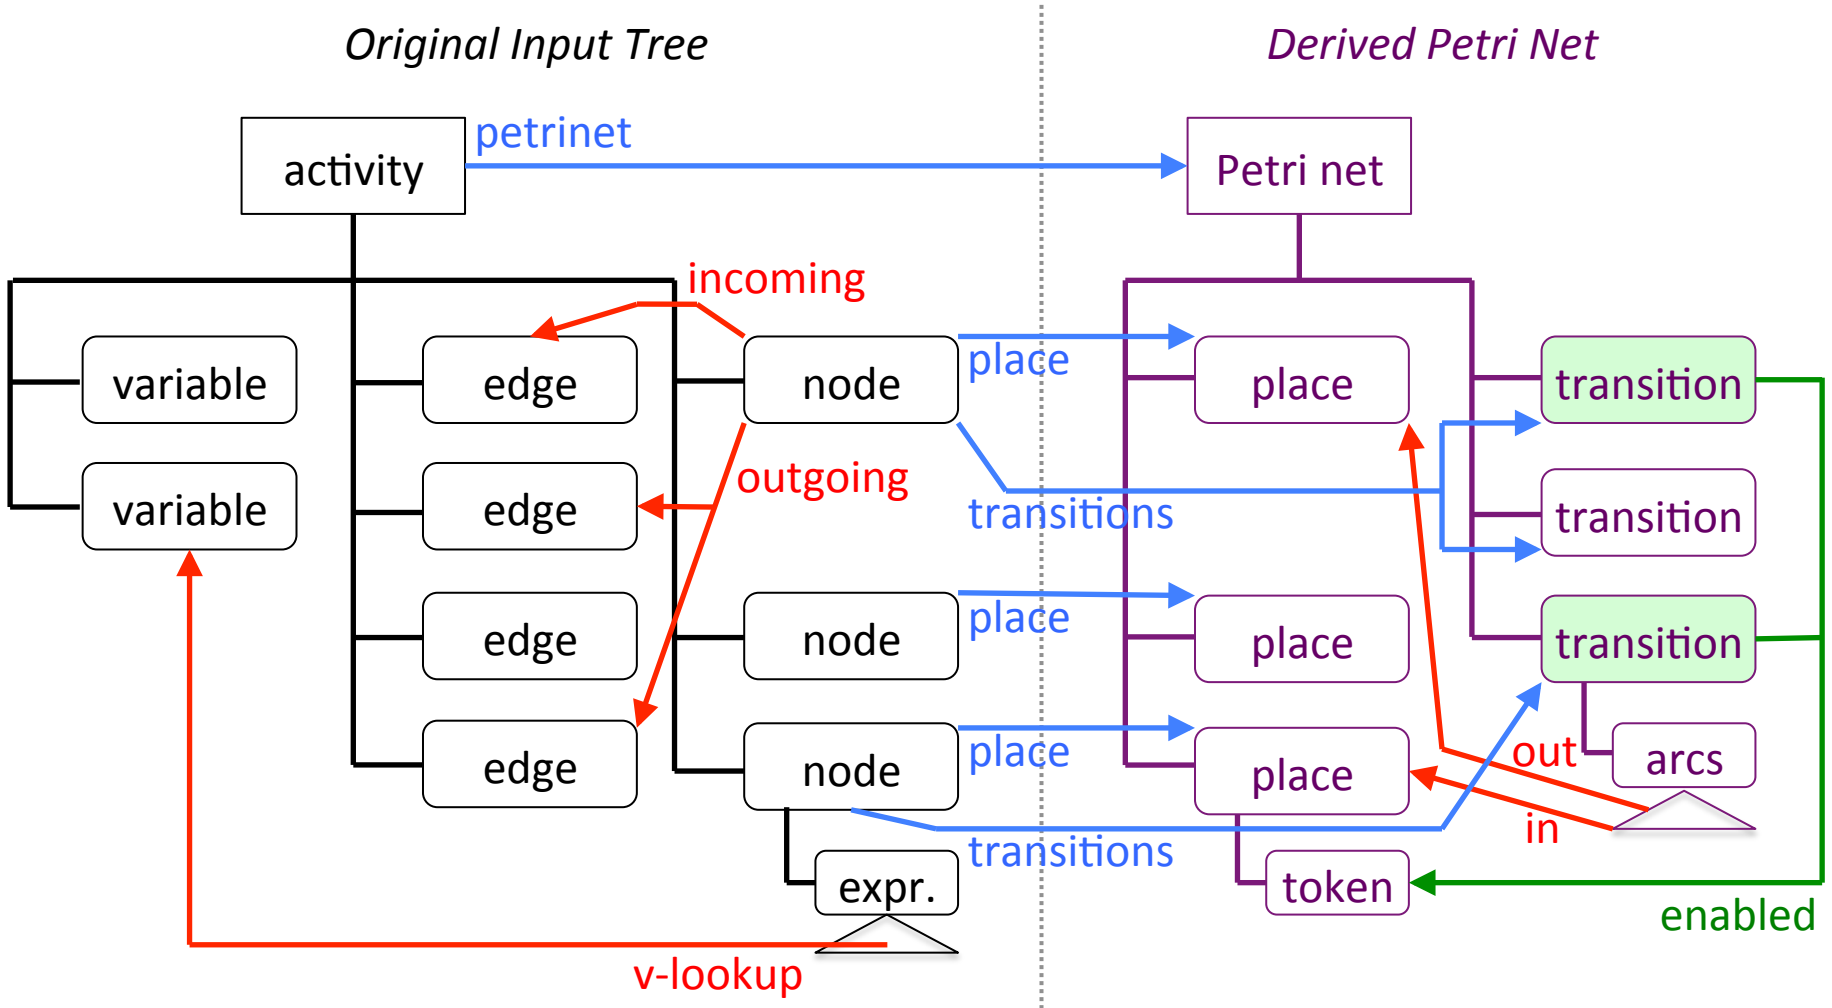 Original Input Tree
Derived Petri Net
petrinet
activity
Petri net
incoming
place
variable
edge
node
place
transition
outgoing
variable
edge
transitions
transition
place
edge
node
place
transition
place
out
edge
node
place
arcs
in
transitions
expr.
token
enabled
v-lookup